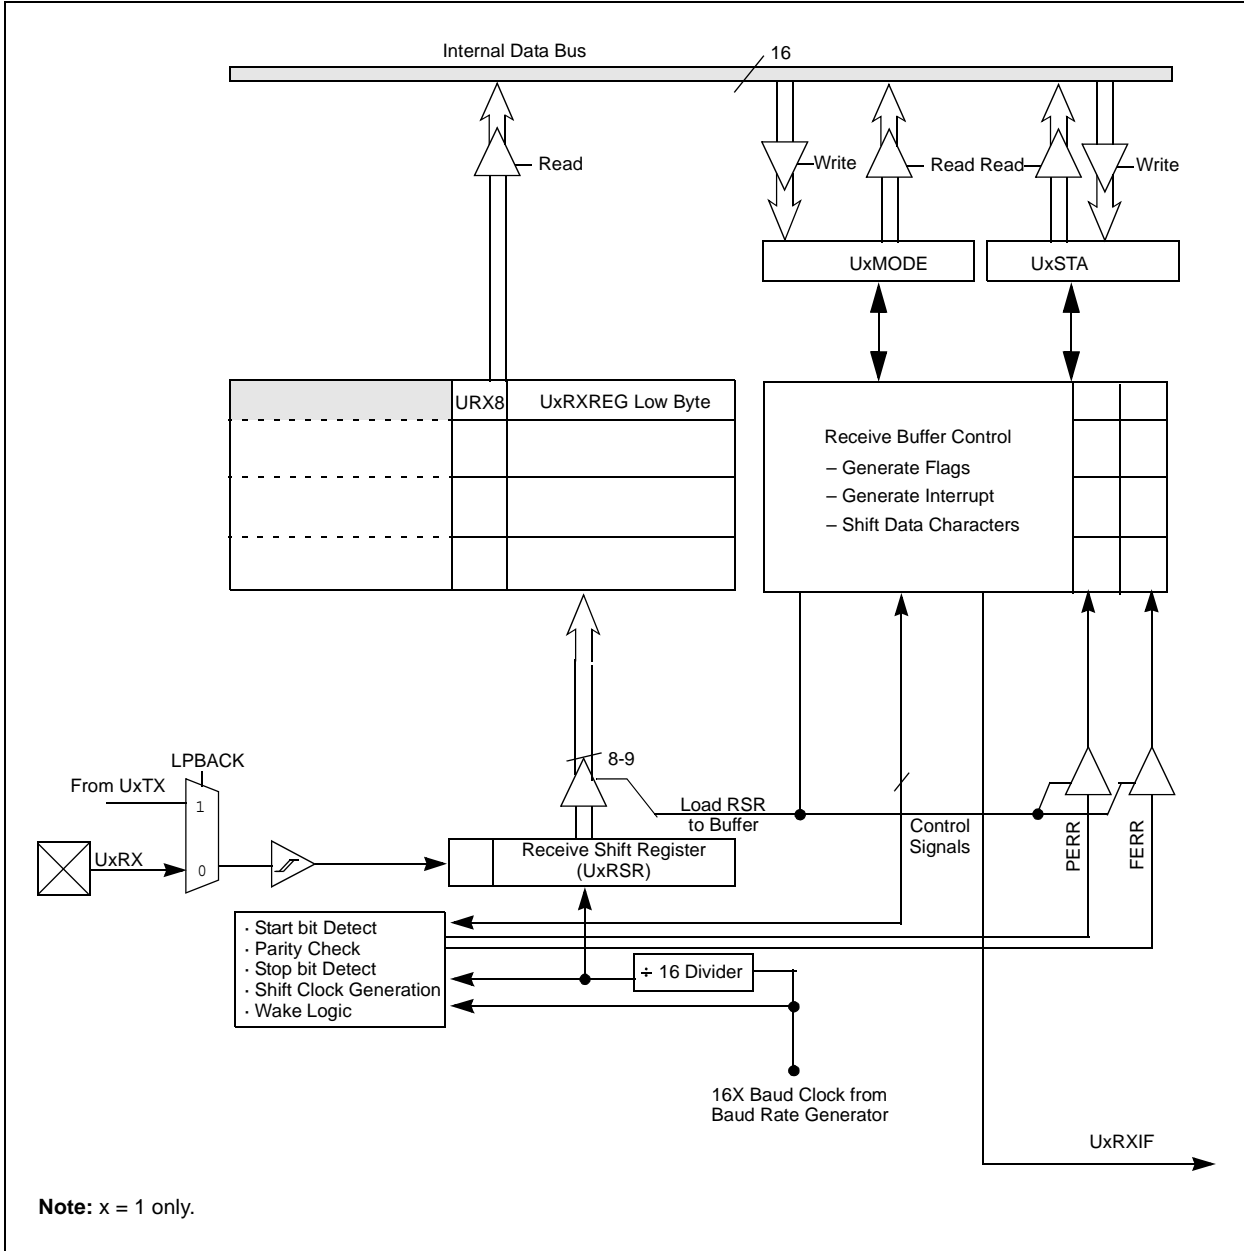 Internal Data Bus
16
Read
Write
Read Read
Write
UxMODE
UxSTA
URX8
UxRXREG Low Byte
Receive Buffer Control
– Generate Flags
– Generate Interrupt
– Shift Data Characters
LPBACK
From UxTX
1
UxRX
0
8-9
Load RSR
to Buffer
Control
Signals
PERR
FERR
Receive Shift Register
(UxRSR)
· Start bit Detect
· Parity Check
· Stop bit Detect
· Shift Clock Generation
· Wake Logic
÷ 16 Divider
16X Baud Clock from
Baud Rate Generator
UxRXIF
Note: x = 1 only.